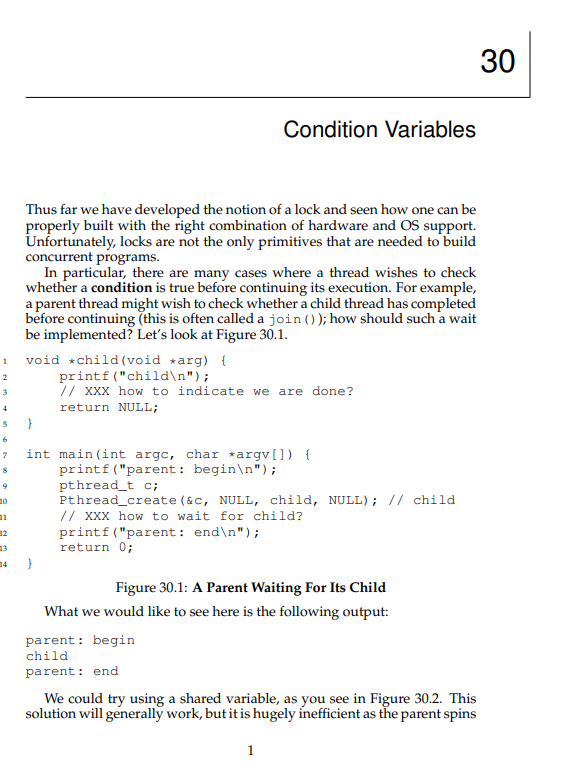 30
Condition Variables
Thus far we have developed the notion of a lock and seen how one can be
properly built with the right combination of hardware and OS support.
Unfortunately, locks are not the only primitives that are needed to build
concurrent programs.
In particular, there are many cases where a thread wishes to check
whether a condition is true before continuing its execution. For example,
a parent thread might wish to check whether a child thread has completed
before continuing (this is often called a join()); how should such a wait
be implemented? Let's look at Figure 30.1.
1 void *child(void *arg) {
2     printf("child\n");
3     // XXX how to indicate we are done?
4     return NULL;
5 }
6
7 int main(int argc, char *argv[]) {
8     printf("parent: begin\n");
9     pthread_t c;
10     Pthread_create(&c, NULL, child, NULL); // child
11     // XXX how to wait for child?
12     printf("parent: end\n");
13     return 0;
14 }
Figure 30.1: A Parent Waiting For Its Child
What we would like to see here is the following output:
parent: begin
child
parent: end
We could try using a shared variable, as you see in Figure 30.2. This
solution will generally work, but it is hugely inefficient as the parent spins
1